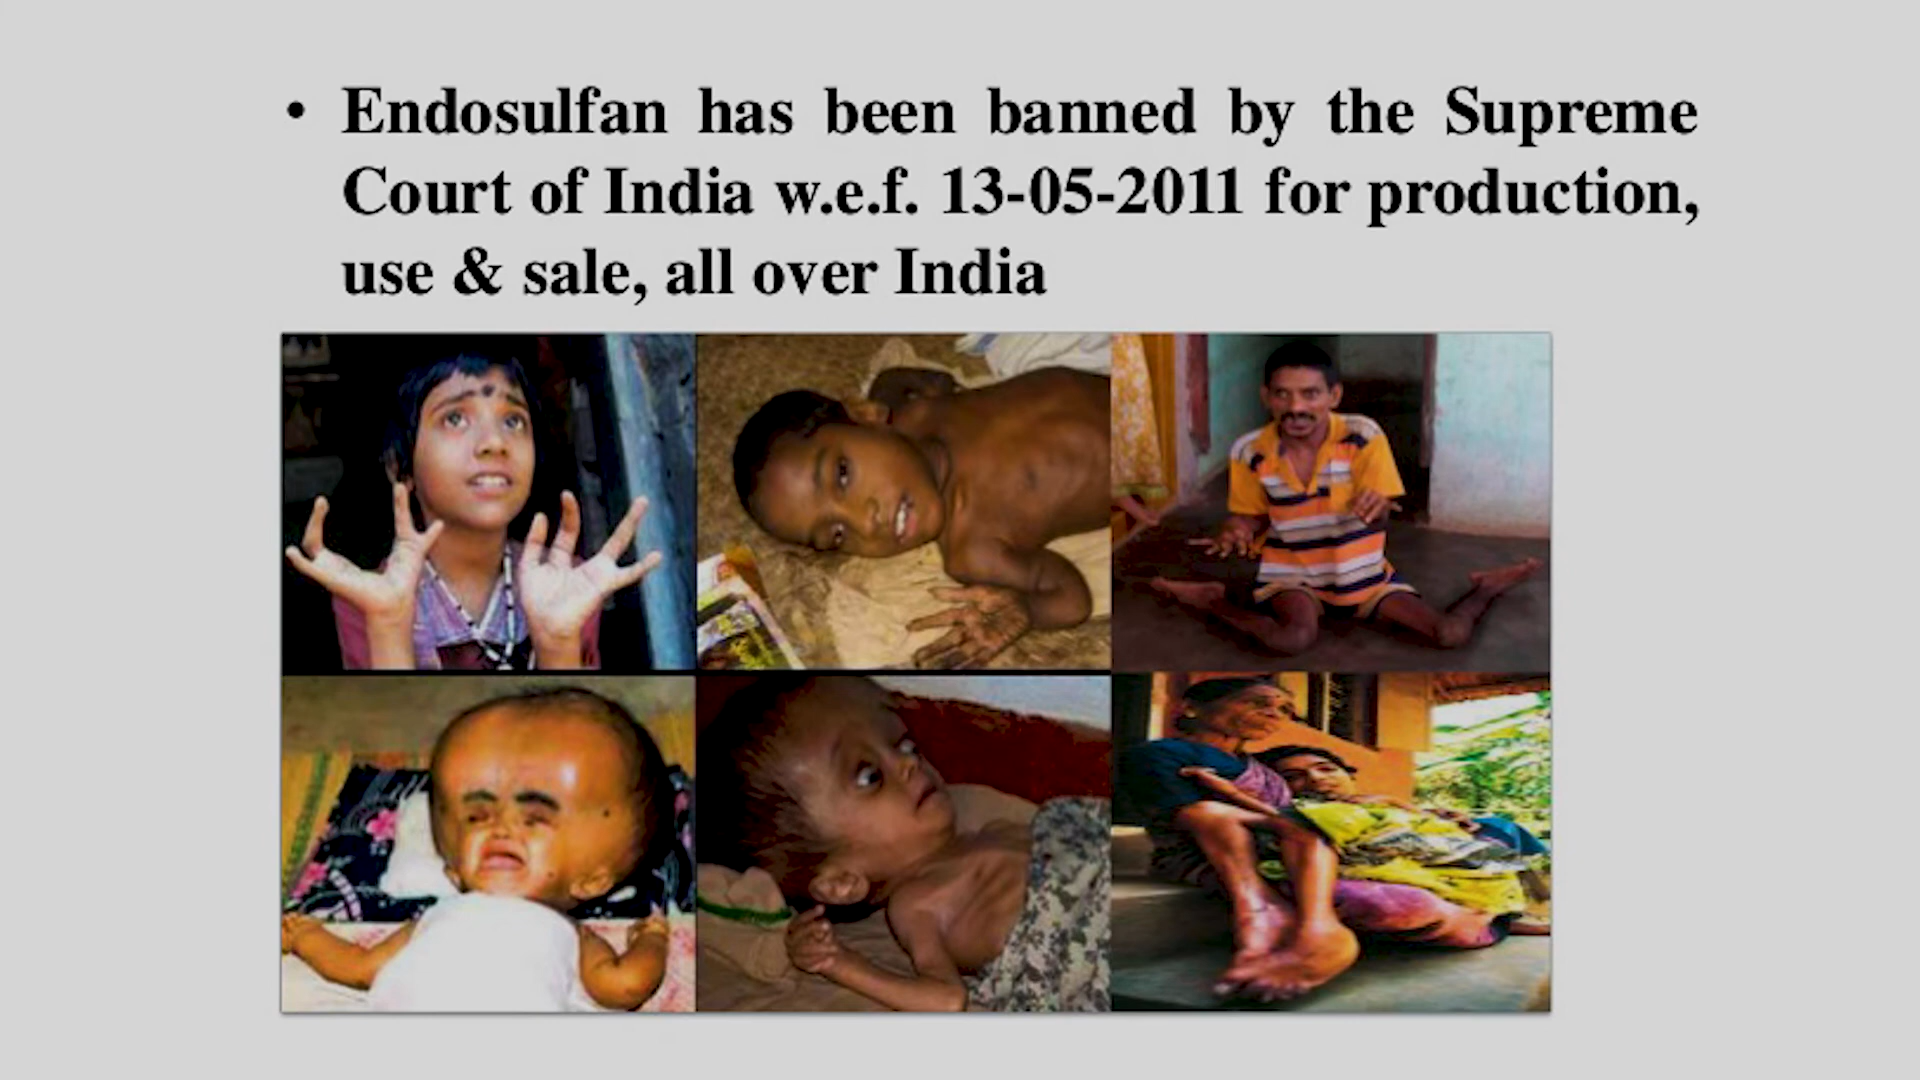 • Endosulfan has been banned by the Supreme
Court of India w.e.f. 13-05-2011 for production,
use & sale, all over India